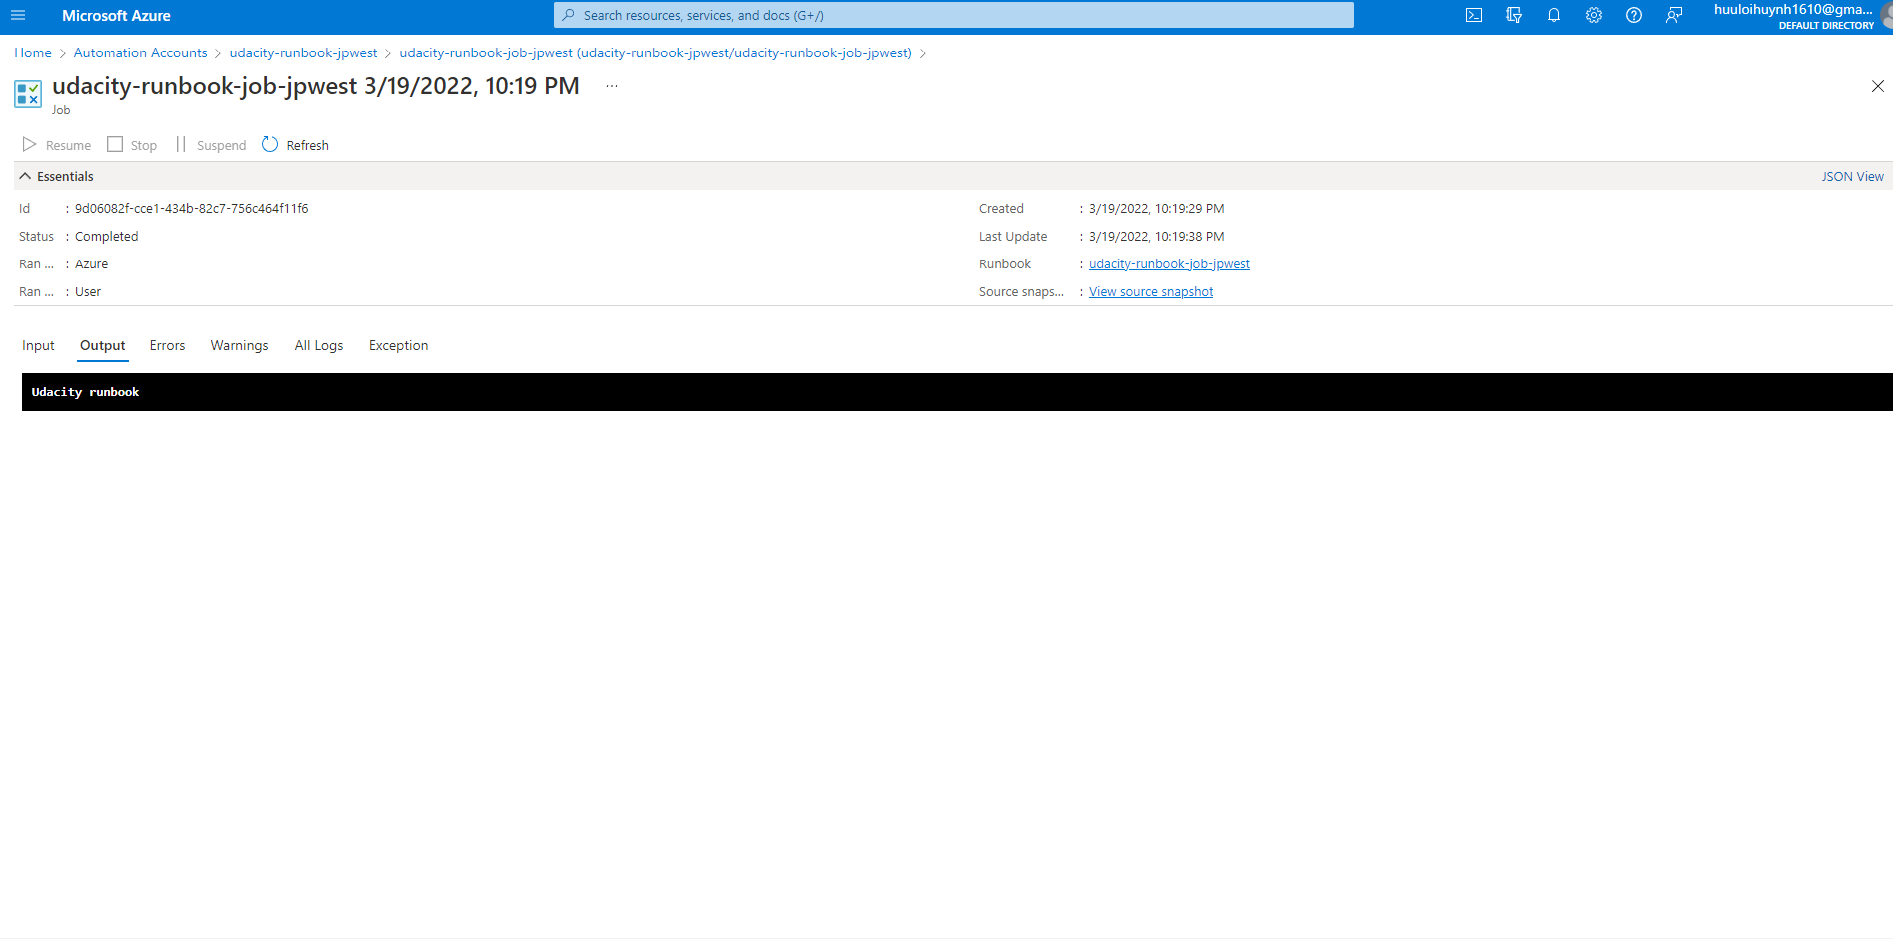 Microsoft Azure
Search resources, services, and docs (G+/)
huuloihuynh1610@gma...
DEFAULT DIRECTORY
Home > Automation Accounts > udacity-runbook-jpwest > udacity-runbook-job-jpwest (udacity-runbook-jpwest/udacity-runbook-job-jpwest) >
udacity-runbook-job-jpwest 3/19/2022, 10:19 PM ...
Job
Resume Stop Suspend Refresh
Essentials JSON View
Id : 9d06082f-cce1-434b-82c7-756c464f11f6
Status : Completed
Ran ... : Azure
Ran ... : User
Created : 3/19/2022, 10:19:29 PM
Last Update : 3/19/2022, 10:19:38 PM
Runbook : udacity-runbook-job-jpwest
Source snaps... : View source snapshot
Input Output Errors Warnings All Logs Exception
Udacity runbook